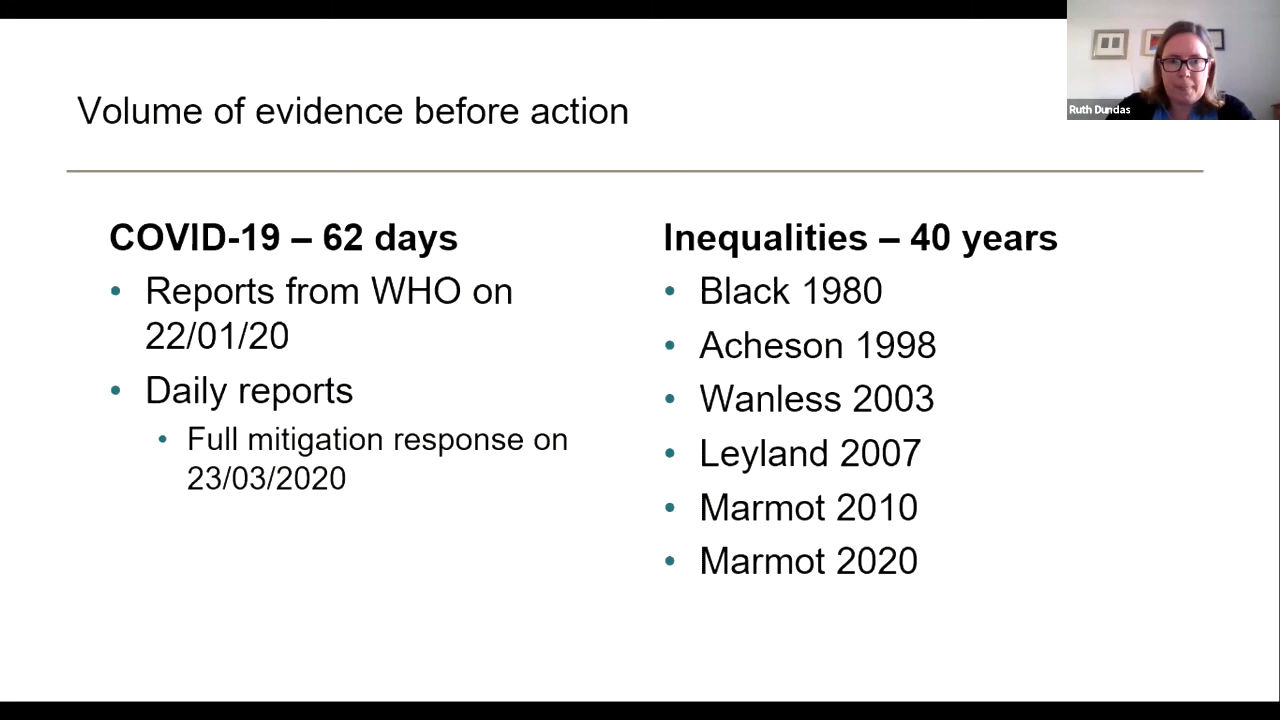 Ruth Dundas
Volume of evidence before action
COVID-19 – 62 days
• Reports from WHO on
22/01/20
• Daily reports
• Full mitigation response on
23/03/2020
Inequalities – 40 years
• Black 1980
• Acheson 1998
• Wanless 2003
• Leyland 2007
• Marmot 2010
• Marmot 2020